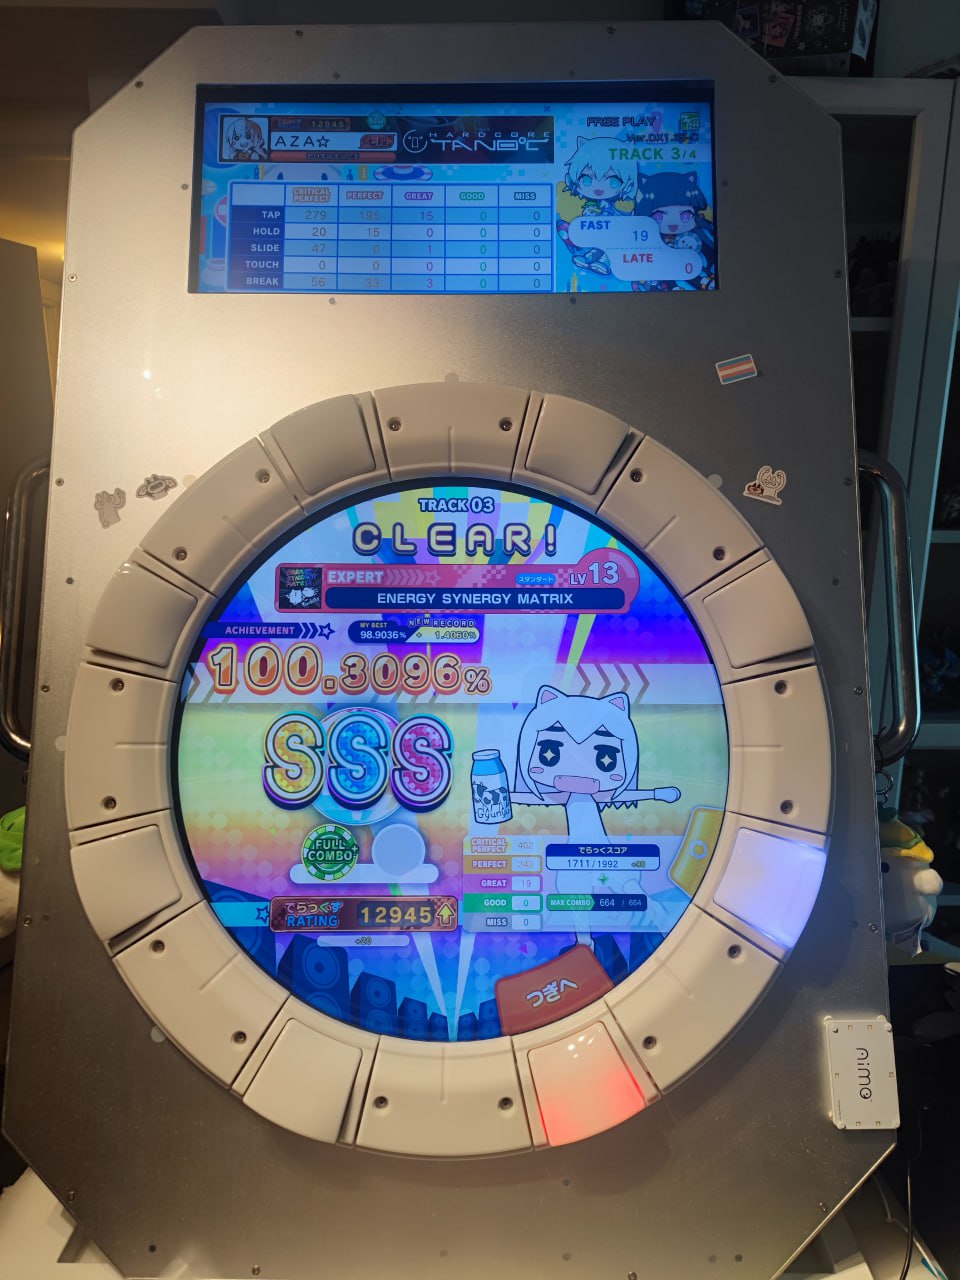 12945
AZA☆
HARDCORE
TANO*C
FREE PLAY
TRACK 3/4
CRITICAL PERFECT PERFECT GREAT GOOD MISS
TAP 279 195 15 0 0
HOLD 20 15 0 0 0
SLIDE 47 0 1 0 0
TOUCH 0 0 0 0 0
BREAK 56 33 3 0 0
FAST 19
LATE 0
TRACK 03
CLEAR!
EXPERT スタンダード LV 13
ENERGY SYNERGY MATRIX
ACHIEVEMENT
MY BEST
98.9036%
NEW RECORD
+ 1.4060%
100.3096%
SSS
Gyunyu
FULL COMBO+
CRITICAL PERFECT 402
PERFECT 240
GREAT 19
GOOD 0
MISS 0
でらっくスコア
1711/1992
MAX COMBO 664 / 664
でらっくす
RATING 12945
+20
つぎへ
Aime